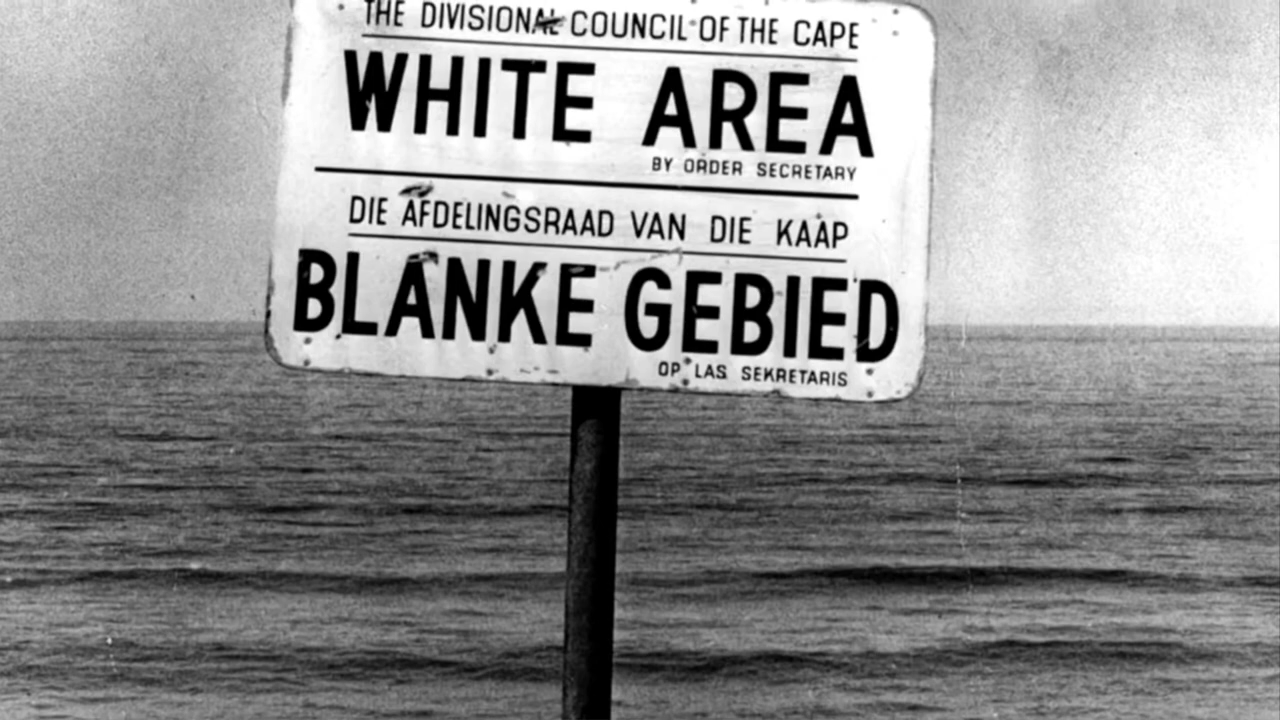 THE DIVISIONAL COUNCIL OF THE CAPE
WHITE AREA
BY ORDER SECRETARY
DIE AFDELINGSRAAD VAN DIE KAAP
BLANKE GEBIED
OP LAS SEKRETARIS